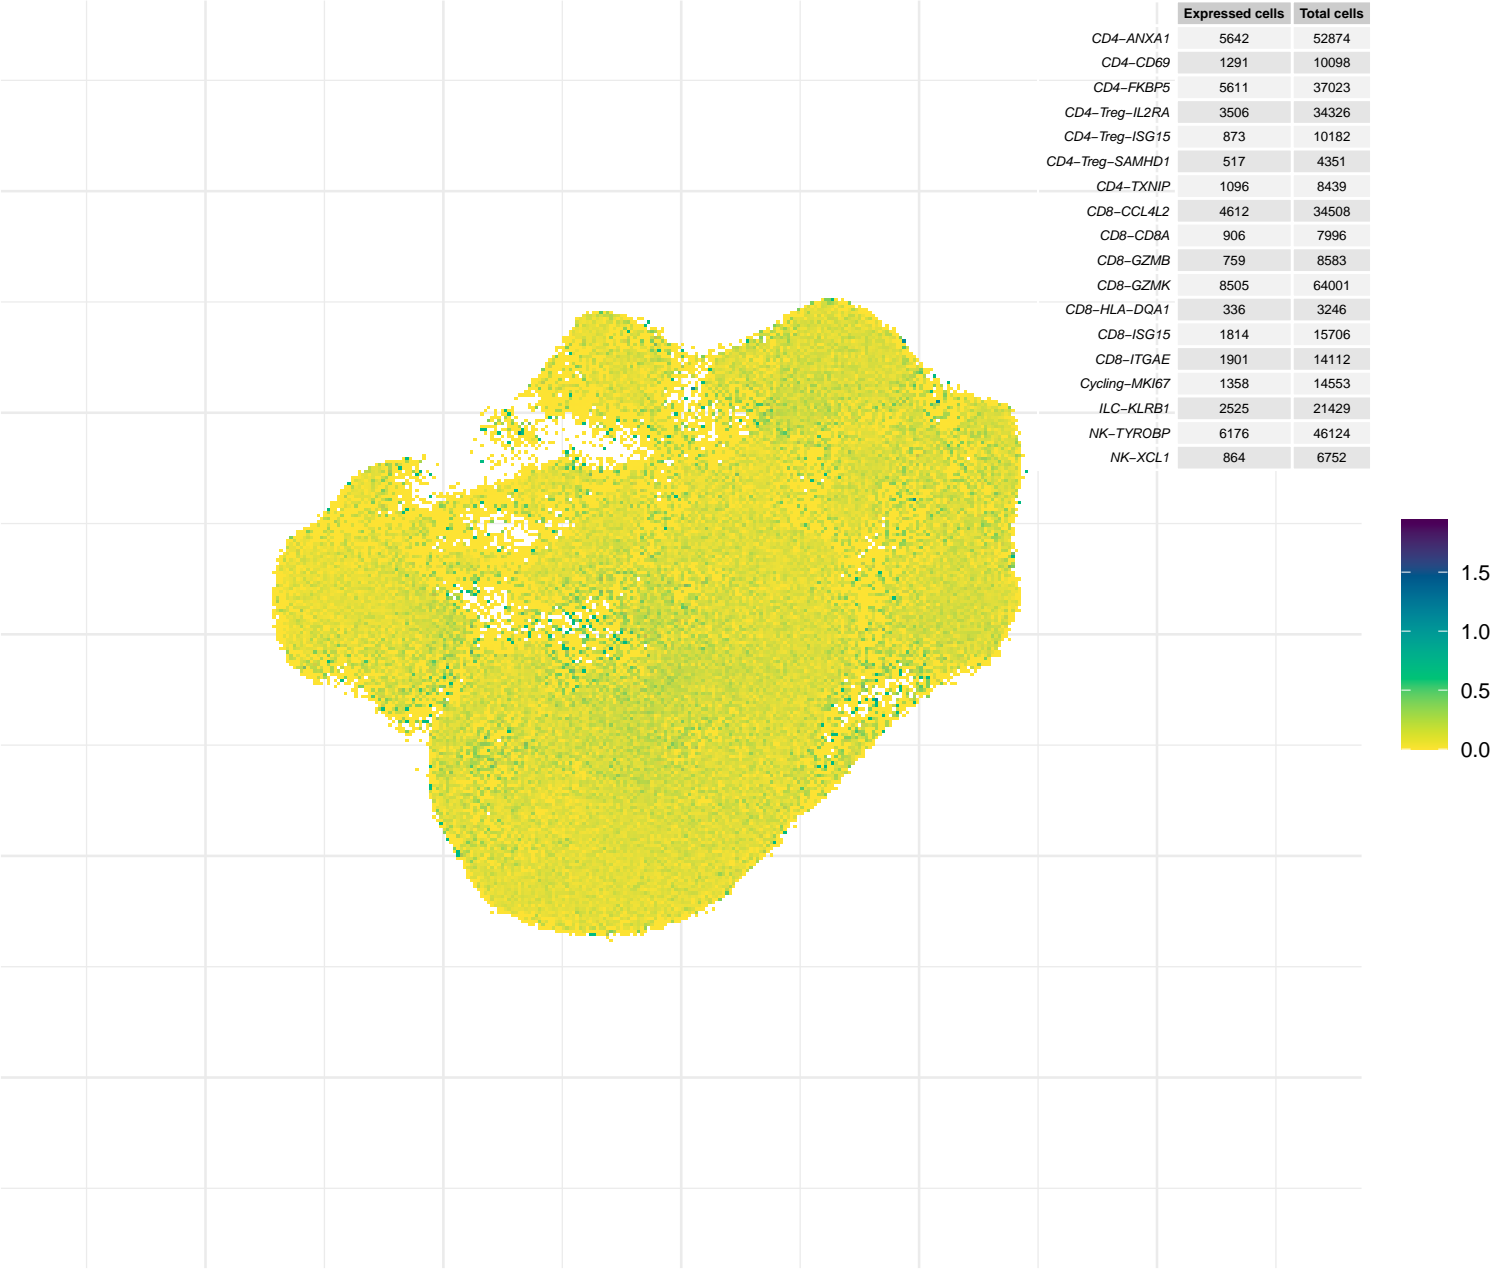 Expressed cells Total cells
CD4−ANXA1 5642 52874
CD4−CD69 1291 10098
CD4−FKBP5 5611 37023
CD4−Treg−IL2RA 3506 34326
CD4−Treg−ISG15 873 10182
CD4−Treg−SAMHD1 517 4351
CD4−TXNIP 1096 8439
CD8−CCL4L2 4612 34508
CD8−CD8A 906 7996
CD8−GZMB 759 8583
CD8−GZMK 8505 64001
CD8−HLA−DQA1 336 3246
CD8−ISG15 1814 15706
CD8−ITGAE 1901 14112
Cycling−MKI67 1358 14553
ILC−KLRB1 2525 21429
NK−TYROBP 6176 46124
NK−XCL1 864 6752
1.5
1.0
0.5
0.0